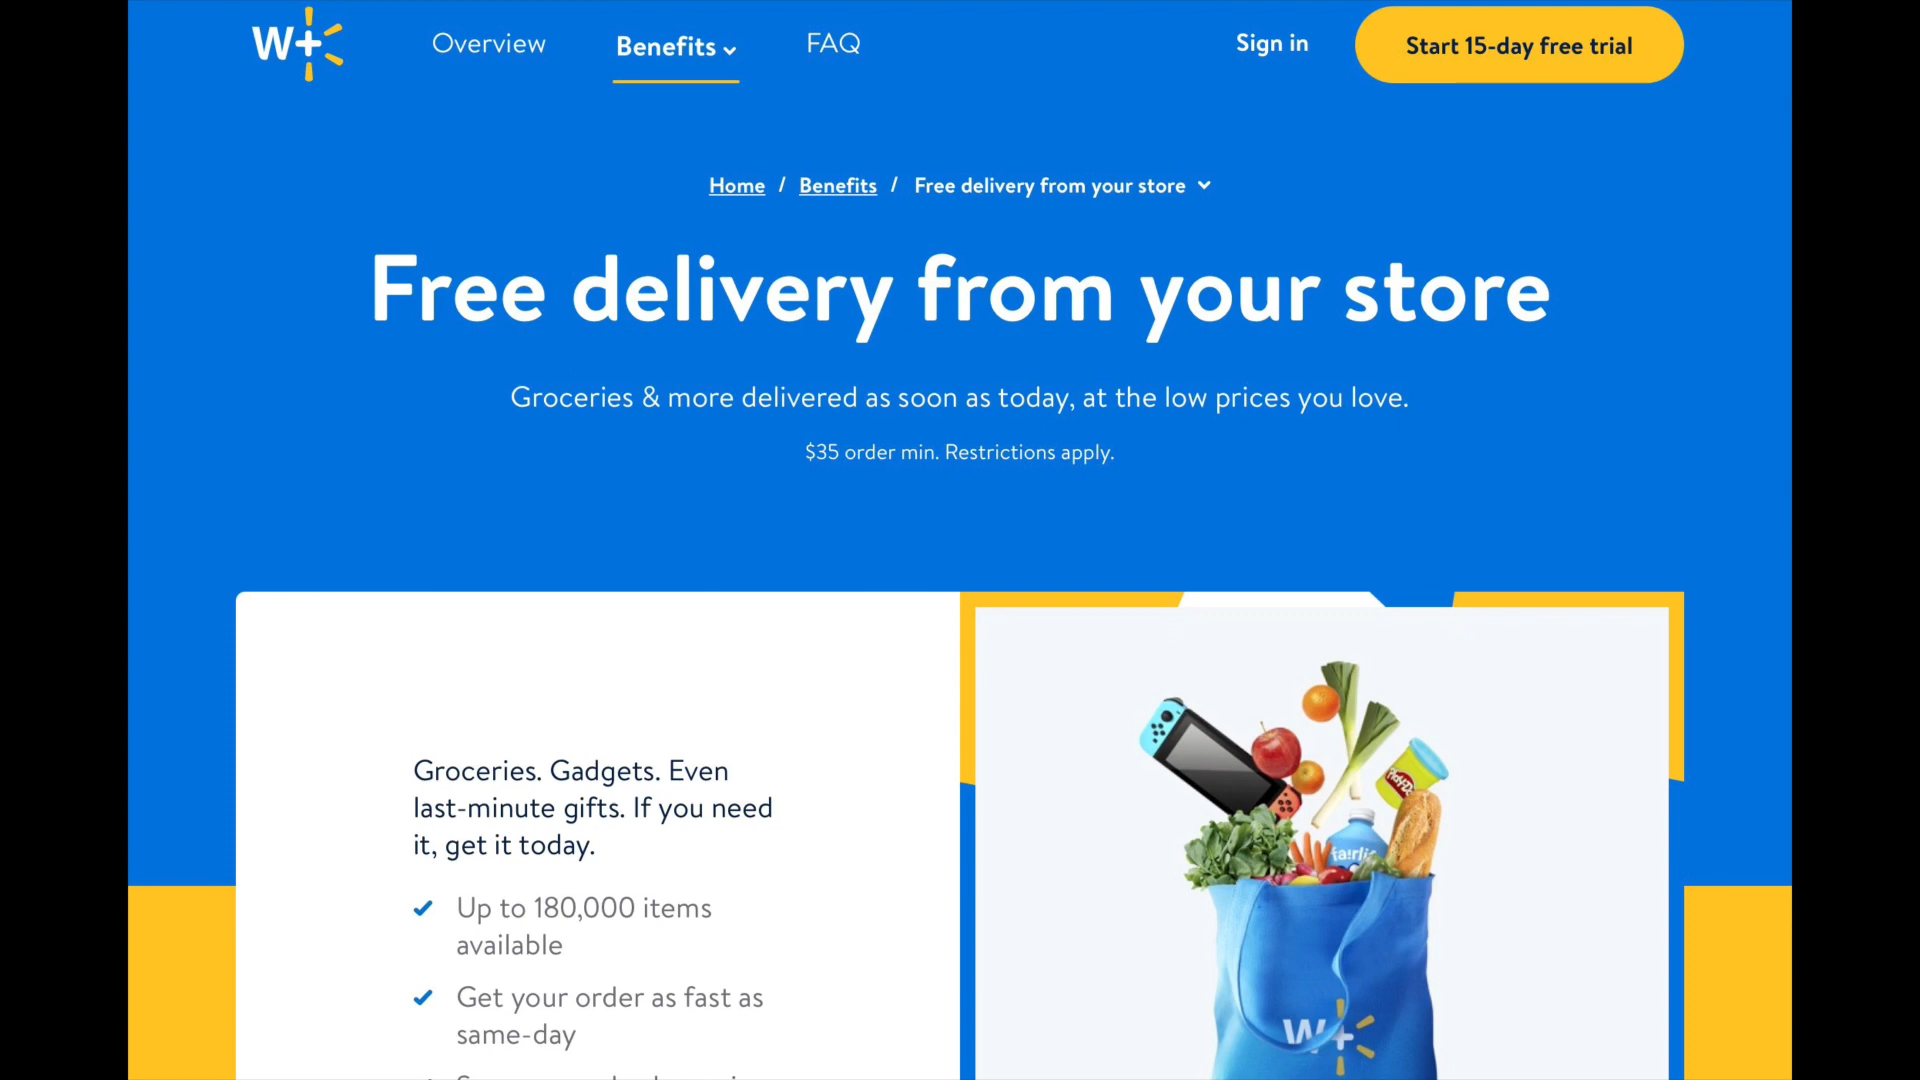 W+
Overview
Benefits
FAQ
Sign in
Start 15-day free trial
Home / Benefits / Free delivery from your store
Free delivery from your store
Groceries & more delivered as soon as today, at the low prices you love.
$35 order min. Restrictions apply.
Groceries. Gadgets. Even
last-minute gifts. If you need
it, get it today.
Up to 180,000 items
available
Get your order as fast as
same-day
Play-Doh
fairlife
W+